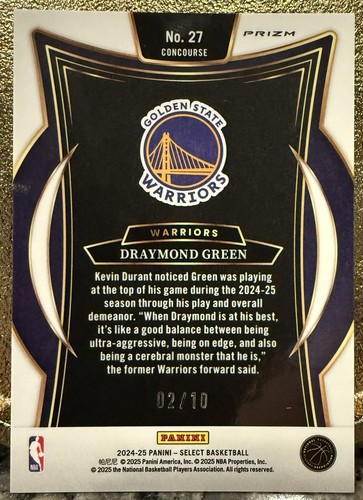 No. 27
CONCOURSE
PRIZM
GOLDEN STATE
WARRIORS
WARRIORS
DRAYMOND GREEN
Kevin Durant noticed Green was playing
at the top of his game during the 2024-25
season through his play and overall
demeanor. “When Draymond is at his best,
it’s like a good balance between being
ultra-aggressive, being on edge, and also
being a cerebral monster that he is,”
the former Warriors forward said.
02/10
PANINI
NBA
2024-25 PANINI – SELECT BASKETBALL
帕尼尼 © 2025 Panini America, Inc. © 2025 NBA Properties, Inc.
© 2025 the National Basketball Players Association. All rights reserved.